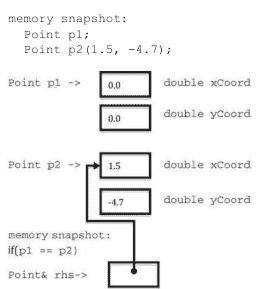 memory snapshot:
Point p1;
Point p2(1.5, -4.7);
Point p1 -> 0.0 double xCoord
0.0 double yCoord
Point p2 -> 1.5 double xCoord
-4.7 double yCoord
memory snapshot:
if(p1 == p2)
Point& rhs->